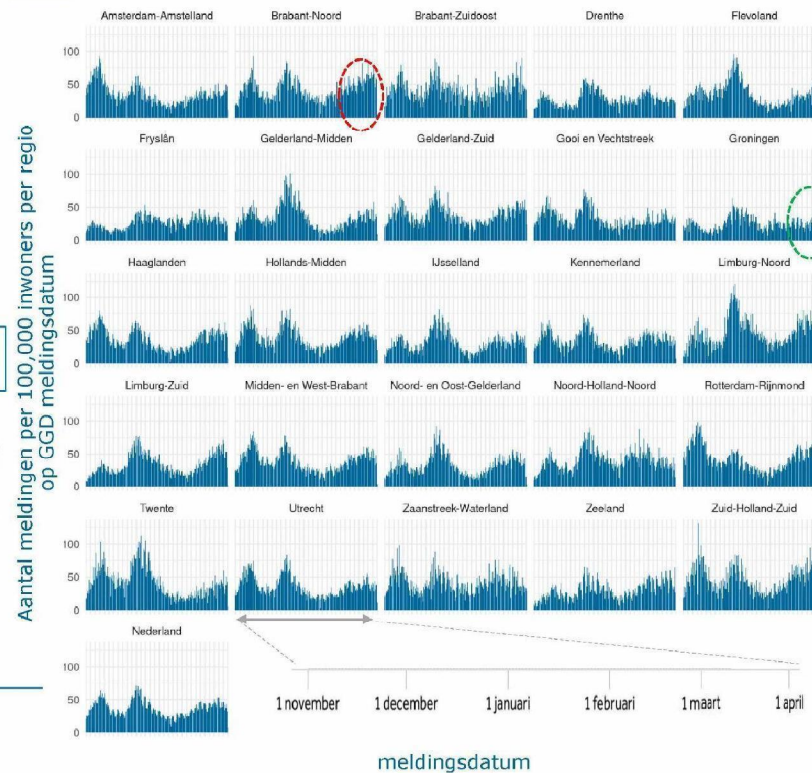 Amsterdam-Amstelland Brabant-Noord Brabant-Zuidoost Drenthe Flevoland
100
50
0
Fryslân Gelderland-Midden Gelderland-Zuid Gooi en Vechtstreek Groningen
100
50
0
Haaglanden Hollands-Midden IJsselland Kennemerland Limburg-Noord
100
50
0
Limburg-Zuid Midden- en West-Brabant Noord- en Oost-Gelderland Noord-Holland-Noord Rotterdam-Rijnmond
100
50
0
Twente Utrecht Zaanstreek-Waterland Zeeland Zuid-Holland-Zuid
100
50
0
Nederland
100
50
0
Aantal meldingen per 100,000 inwoners per regio
op GGD meldingsdatum
1 november 1 december 1 januari 1 februari 1 maart 1 april
meldingsdatum